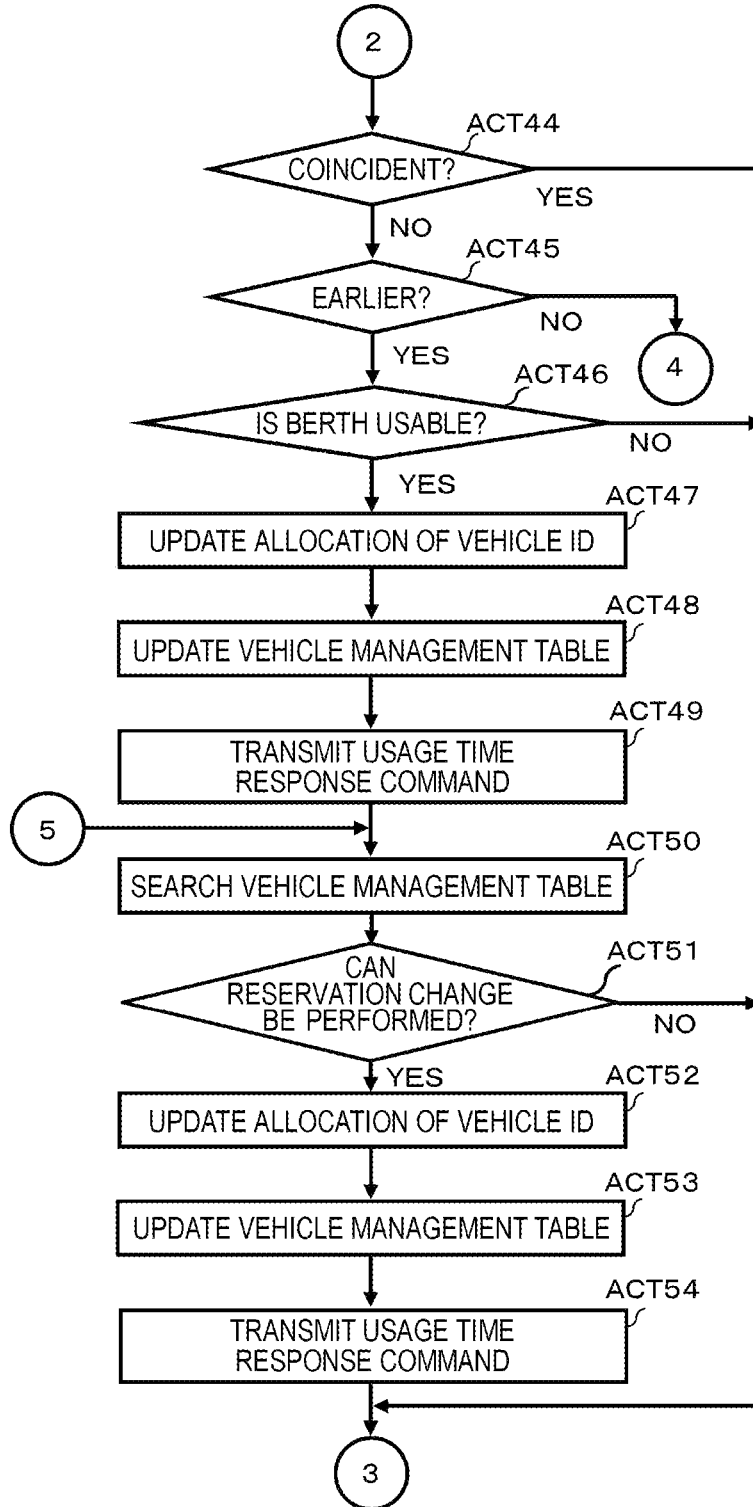 2
ACT44
COINCIDENT?
YES
NO
ACT45
EARLIER?
NO
4
YES
ACT46
IS BERTH USABLE?
NO
YES
ACT47
UPDATE ALLOCATION OF VEHICLE ID
ACT48
UPDATE VEHICLE MANAGEMENT TABLE
ACT49
TRANSMIT USAGE TIME
RESPONSE COMMAND
5
ACT50
SEARCH VEHICLE MANAGEMENT TABLE
ACT51
CAN
RESERVATION CHANGE
BE PERFORMED?
NO
YES
ACT52
UPDATE ALLOCATION OF VEHICLE ID
ACT53
UPDATE VEHICLE MANAGEMENT TABLE
ACT54
TRANSMIT USAGE TIME
RESPONSE COMMAND
3